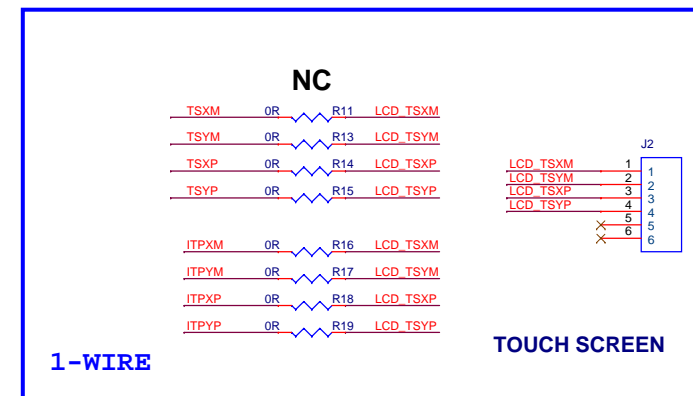 NC
TSXM 0R R11 LCD_TSXM
TSYM 0R R13 LCD_TSYM
TSXP 0R R14 LCD_TSXP
TSYP 0R R15 LCD_TSYP
J2
LCD_TSXM 1 1
LCD_TSYM 2 2
LCD_TSXP 3 3
LCD_TSYP 4 4
5 5
6 6
ITPXM 0R R16 LCD_TSXM
ITPYM 0R R17 LCD_TSYM
ITPXP 0R R18 LCD_TSXP
ITPYP 0R R19 LCD_TSYP
TOUCH SCREEN
1-WIRE